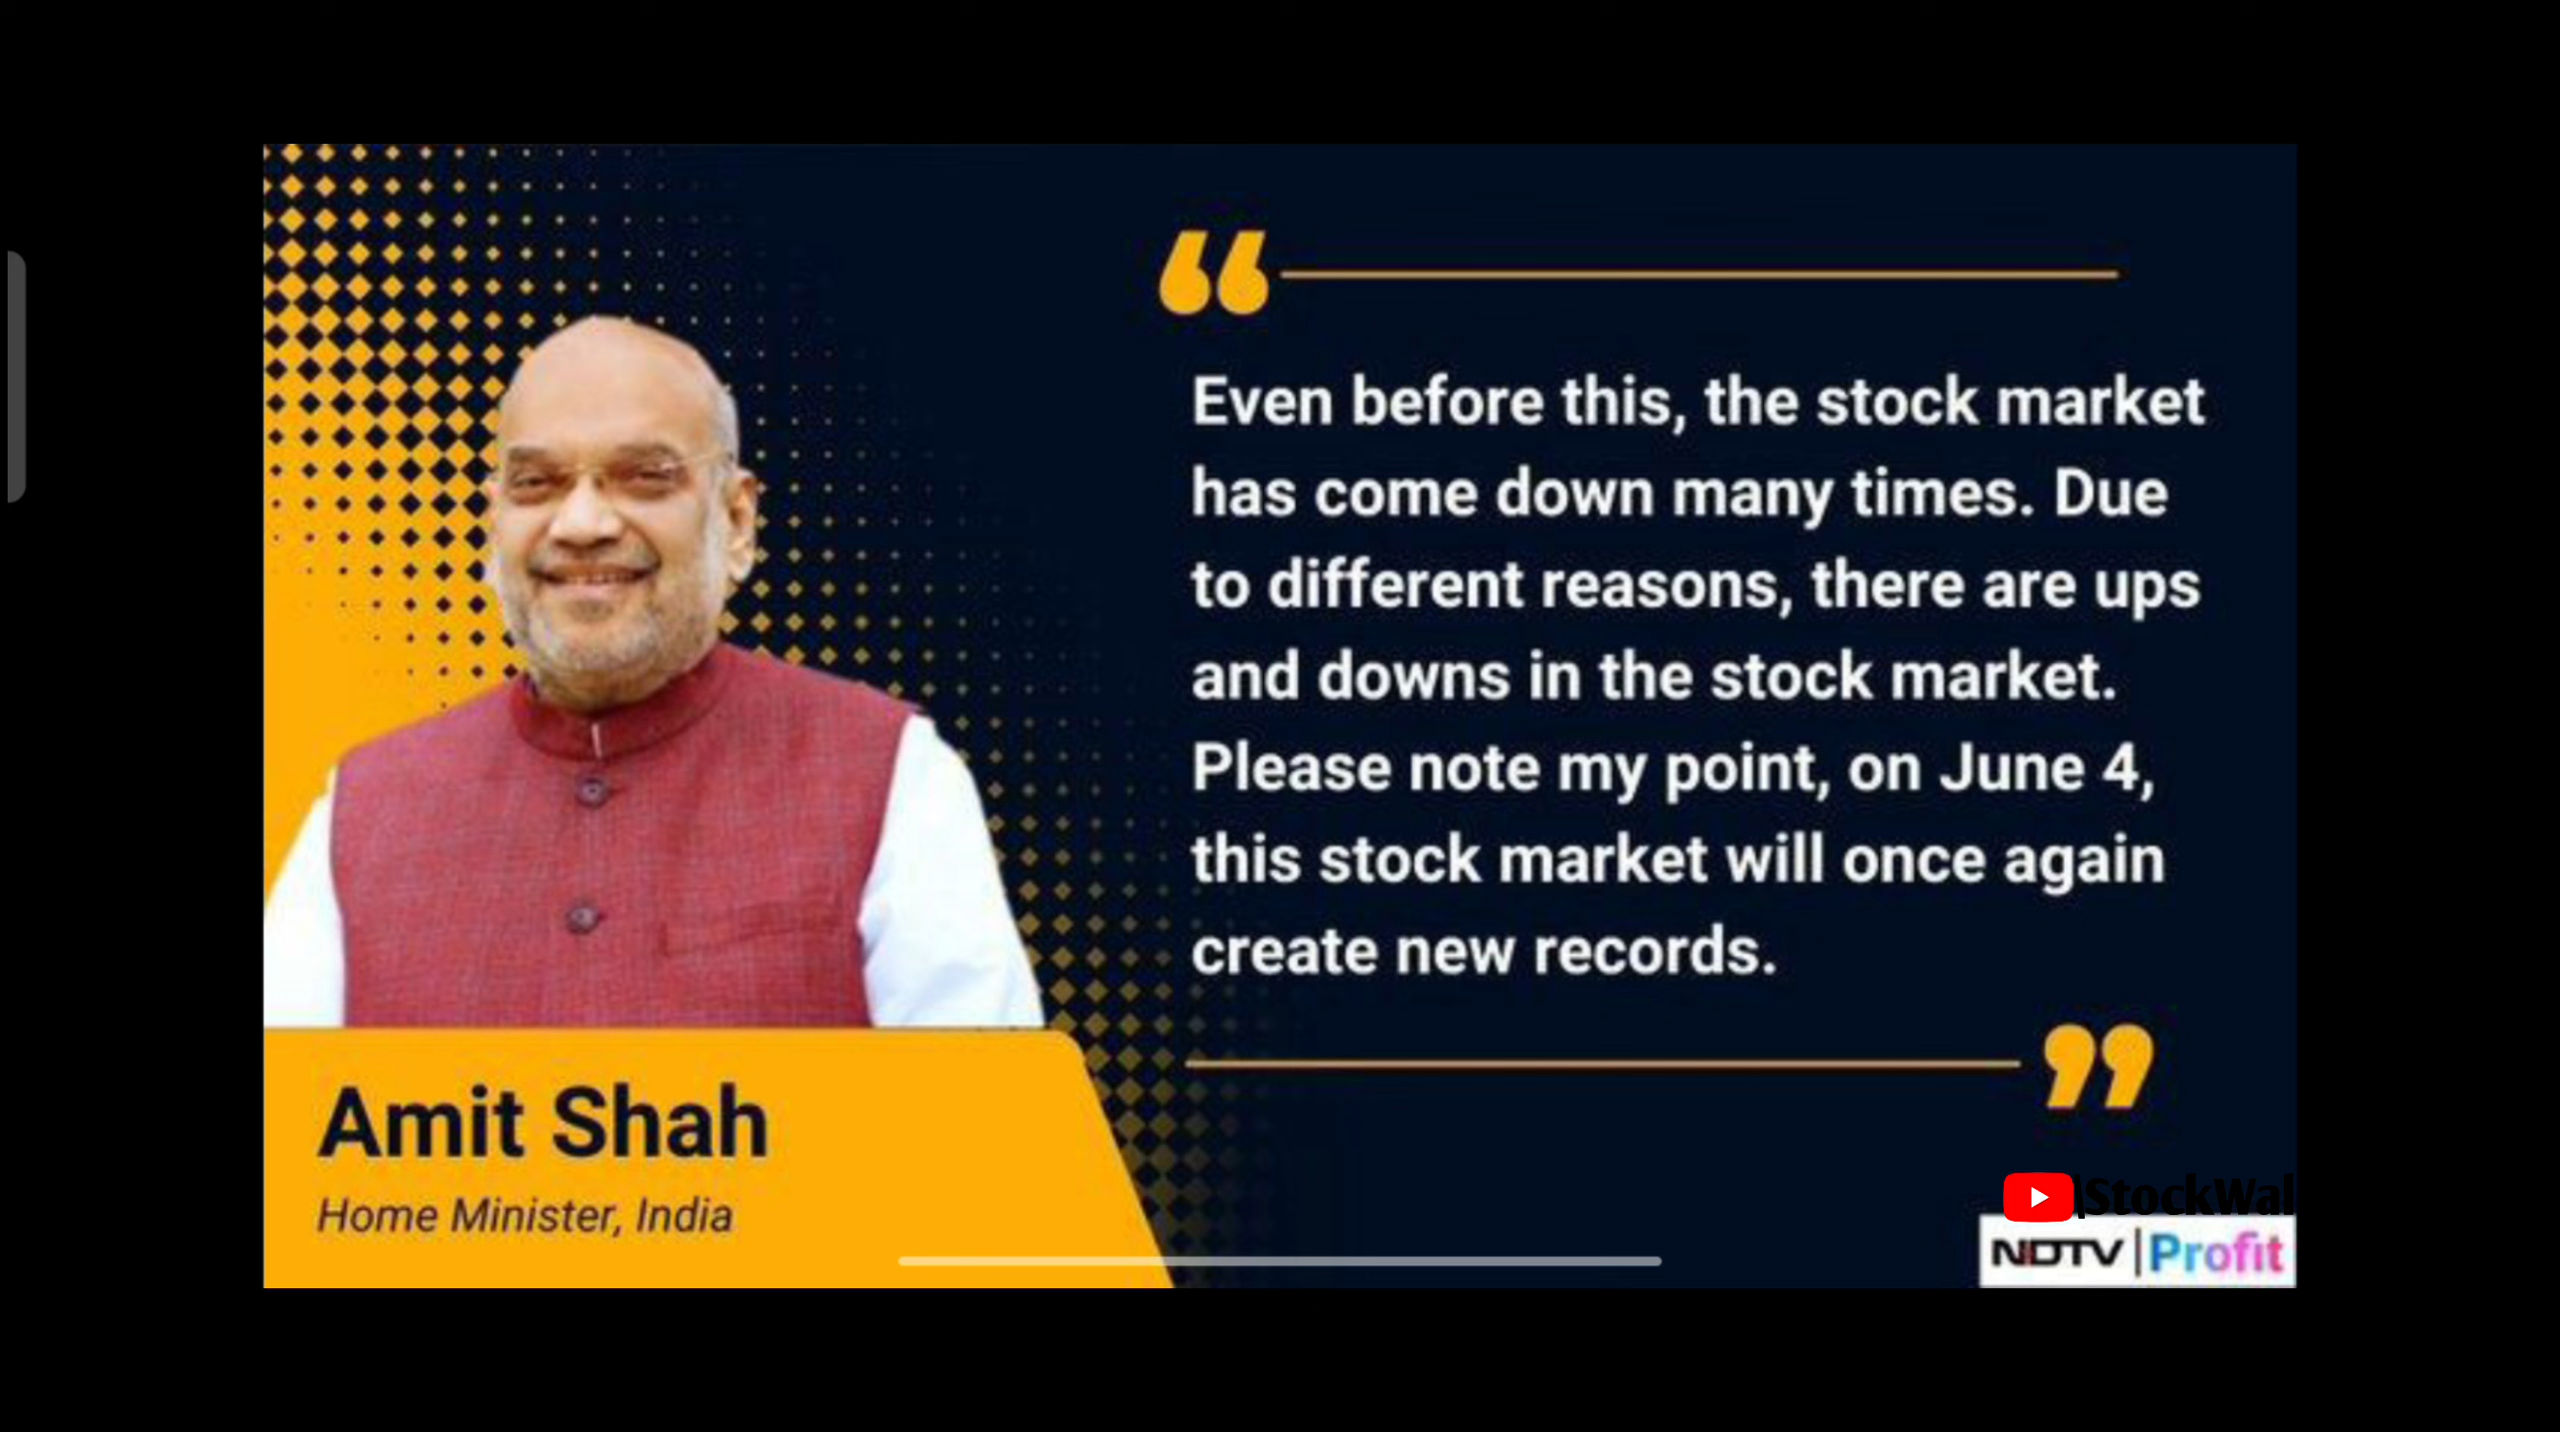 Even before this, the stock market
has come down many times. Due
to different reasons, there are ups
and downs in the stock market.
Please note my point, on June 4,
this stock market will once again
create new records.
Amit Shah
Home Minister, India
StockWal
NDTV | Profit